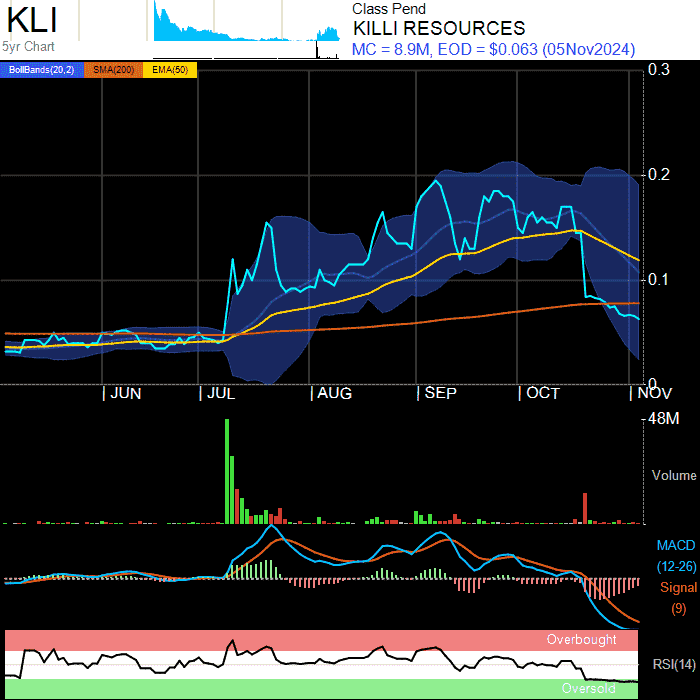 KLI
5yr Chart
Class Pend
KILLI RESOURCES
MC = 8.9M, EOD = $0.063 (05Nov2024)
BollBands(20,2) SMA(200) EMA(50)
0.3
0.2
0.1
0
JUN JUL AUG SEP OCT NOV
48M
Volume
MACD
(12-26)
Signal
(9)
Overbought
RSI(14)
Oversold